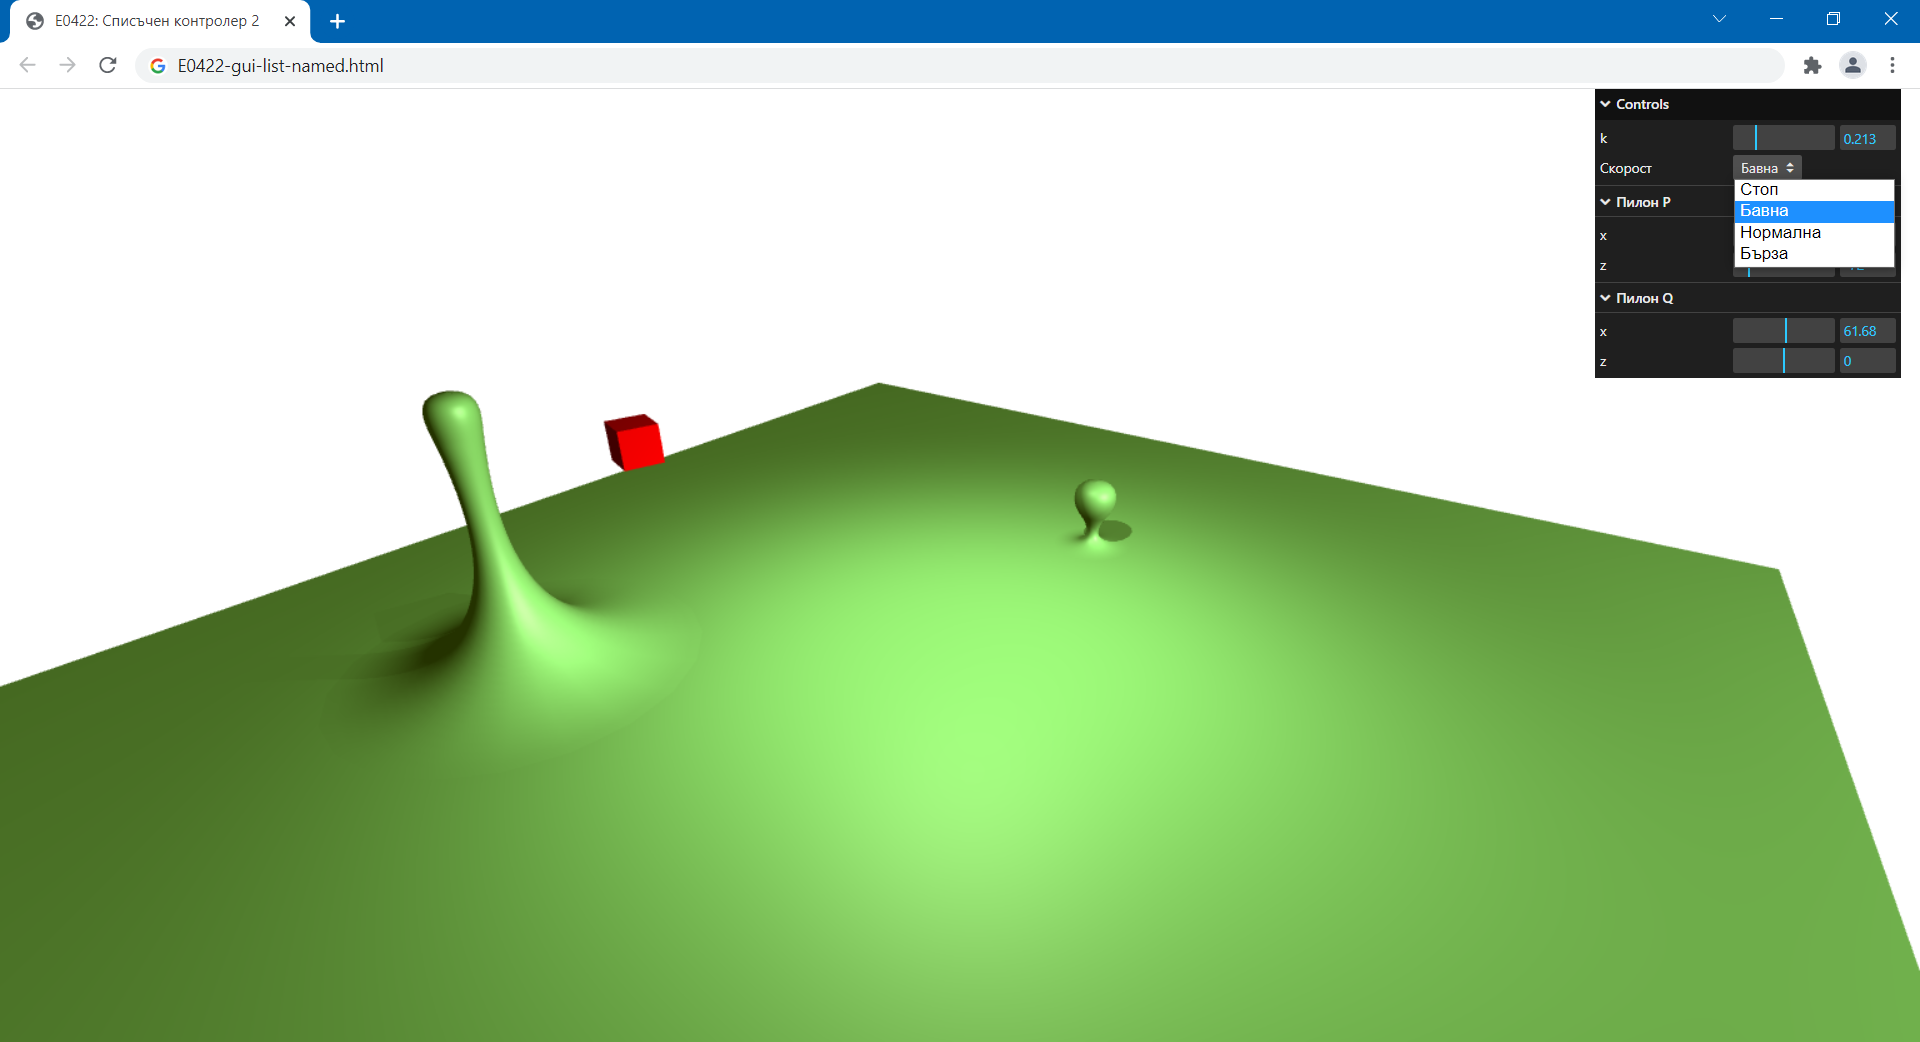 E0422: Списъчен контролер 2
E0422-gui-list-named.html
Controls
k 0.213
Скорост Бавна
Стоп
Бавна
Нормална
Бърза
Пилон P
x
z
Пилон Q
x 61.68
z 0